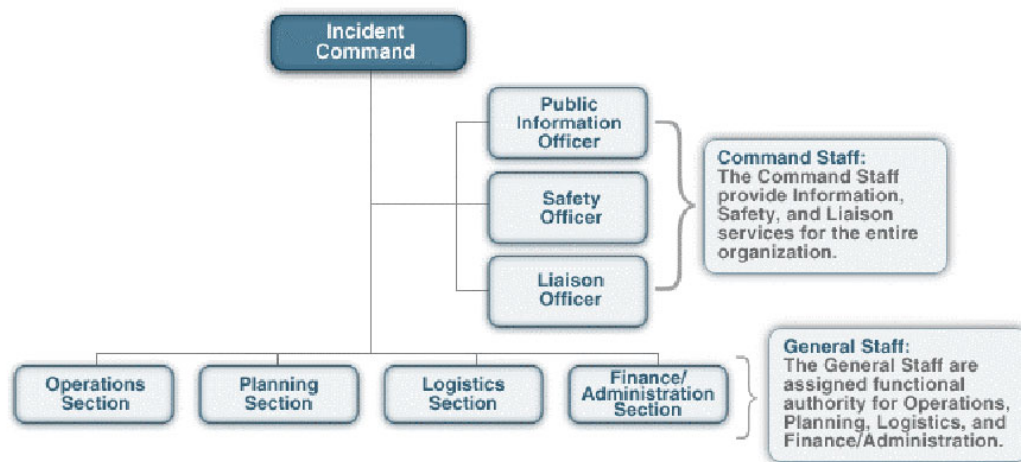 Incident
Command
Public
Information
Officer
Safety
Officer
Liaison
Officer
Command Staff:
The Command Staff
provide Information,
Safety, and Liaison
services for the entire
organization.
Operations
Section
Planning
Section
Logistics
Section
Finance/
Administration
Section
General Staff:
The General Staff are
assigned functional
authority for Operations,
Planning, Logistics, and
Finance/Administration.